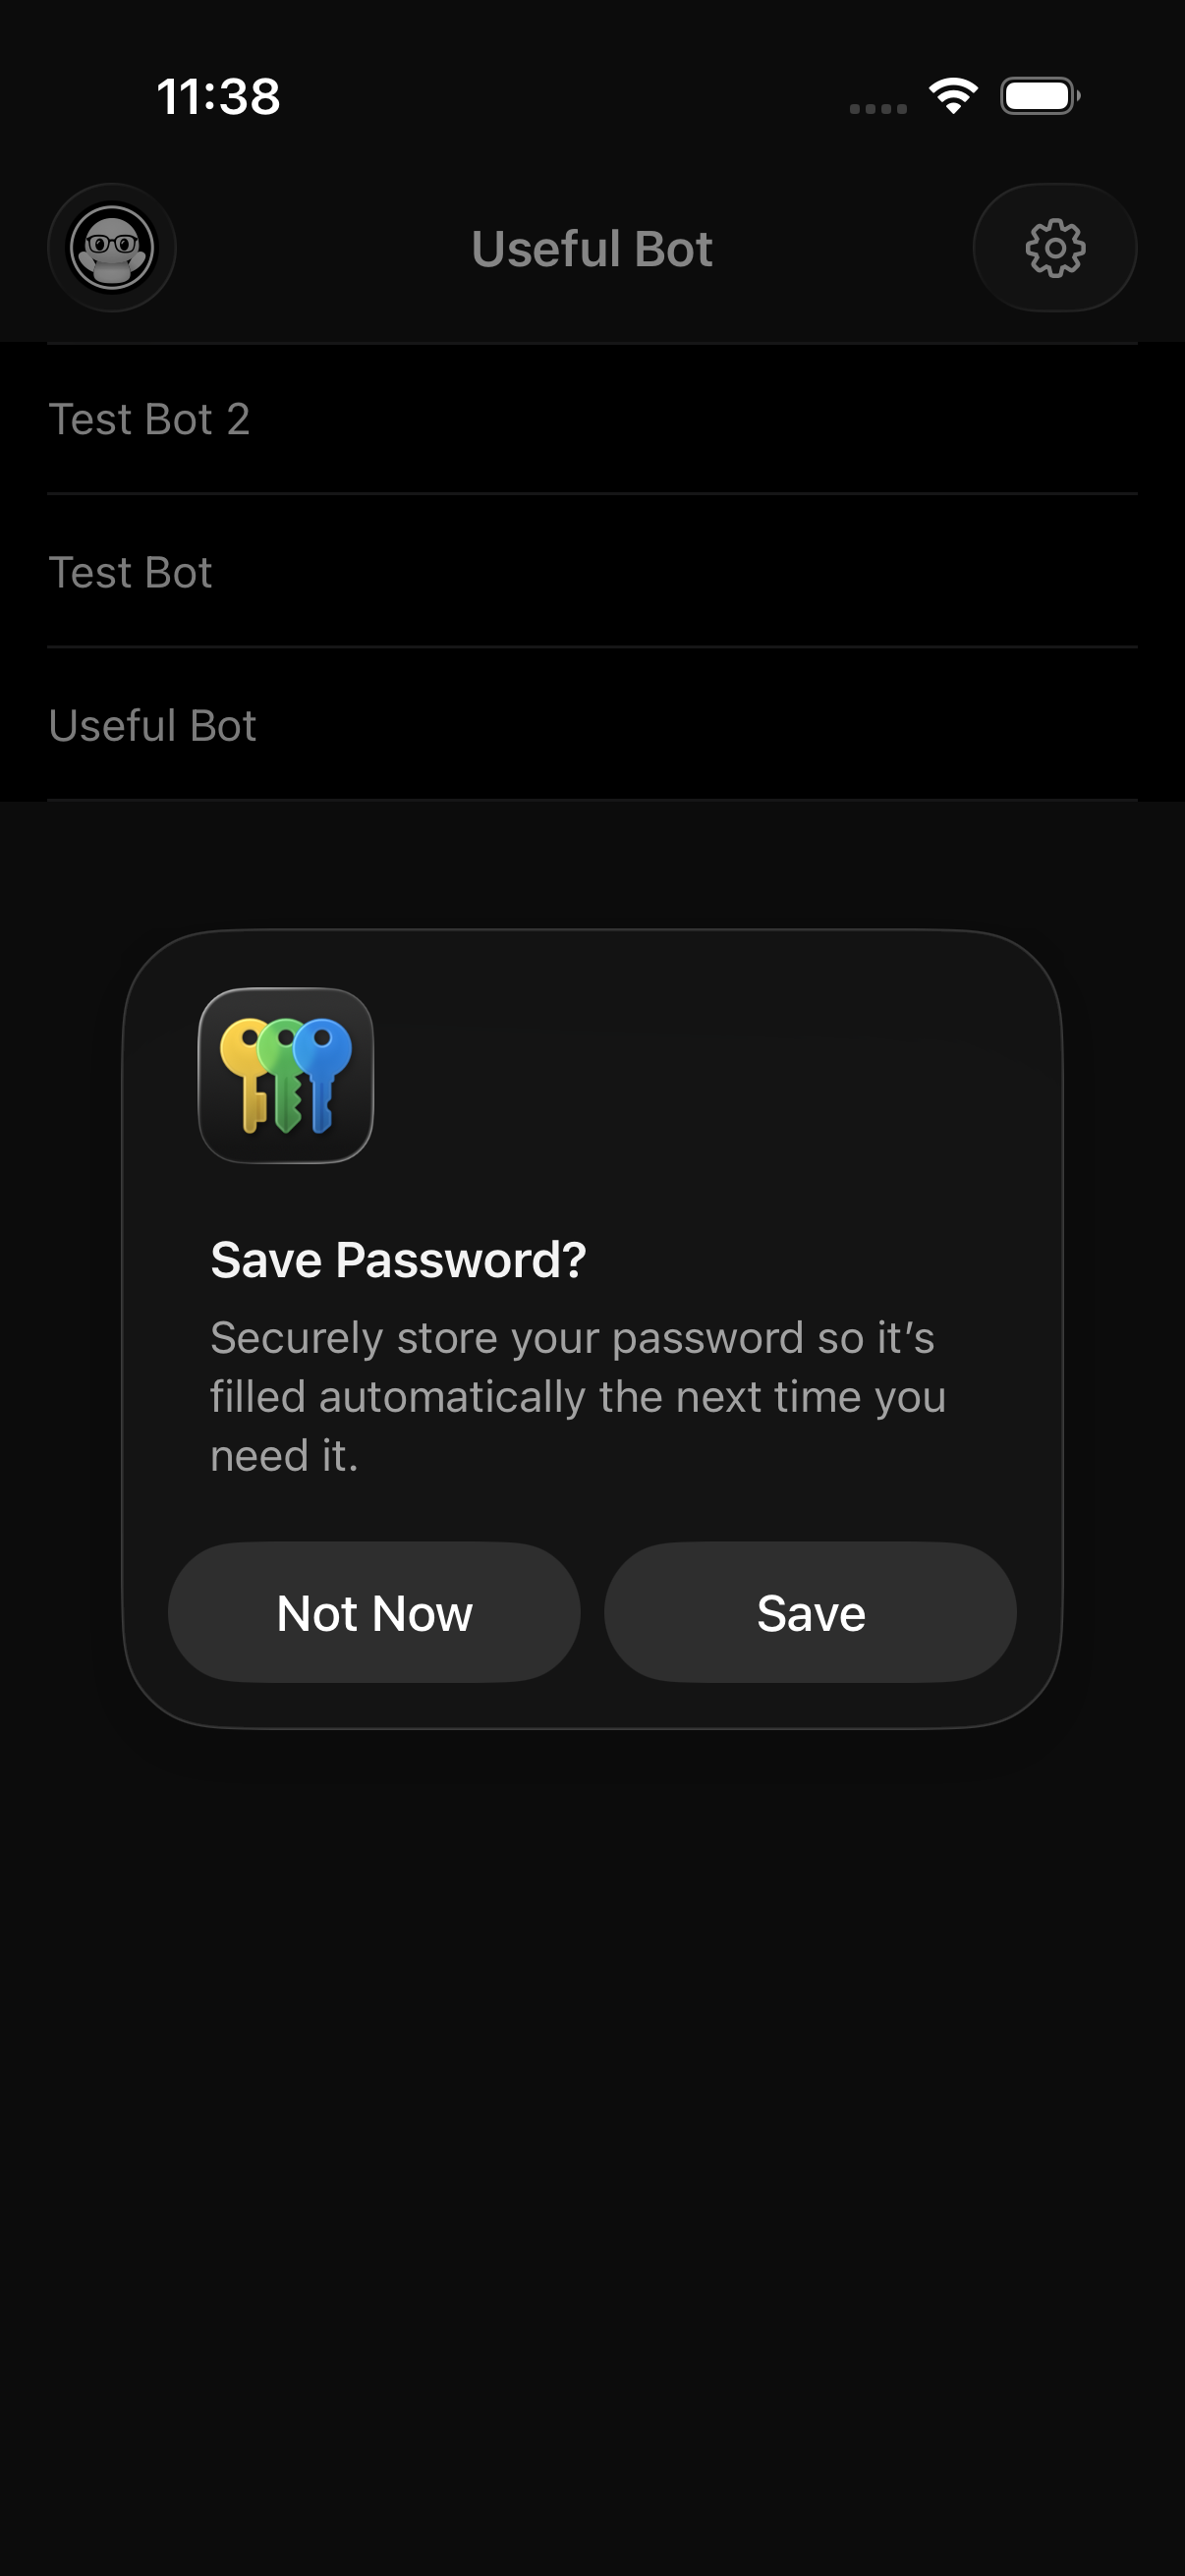 11:38
Useful Bot
Test Bot 2
Test Bot
Useful Bot
Save Password?
Securely store your password so it’s
filled automatically the next time you
need it.
Not Now
Save